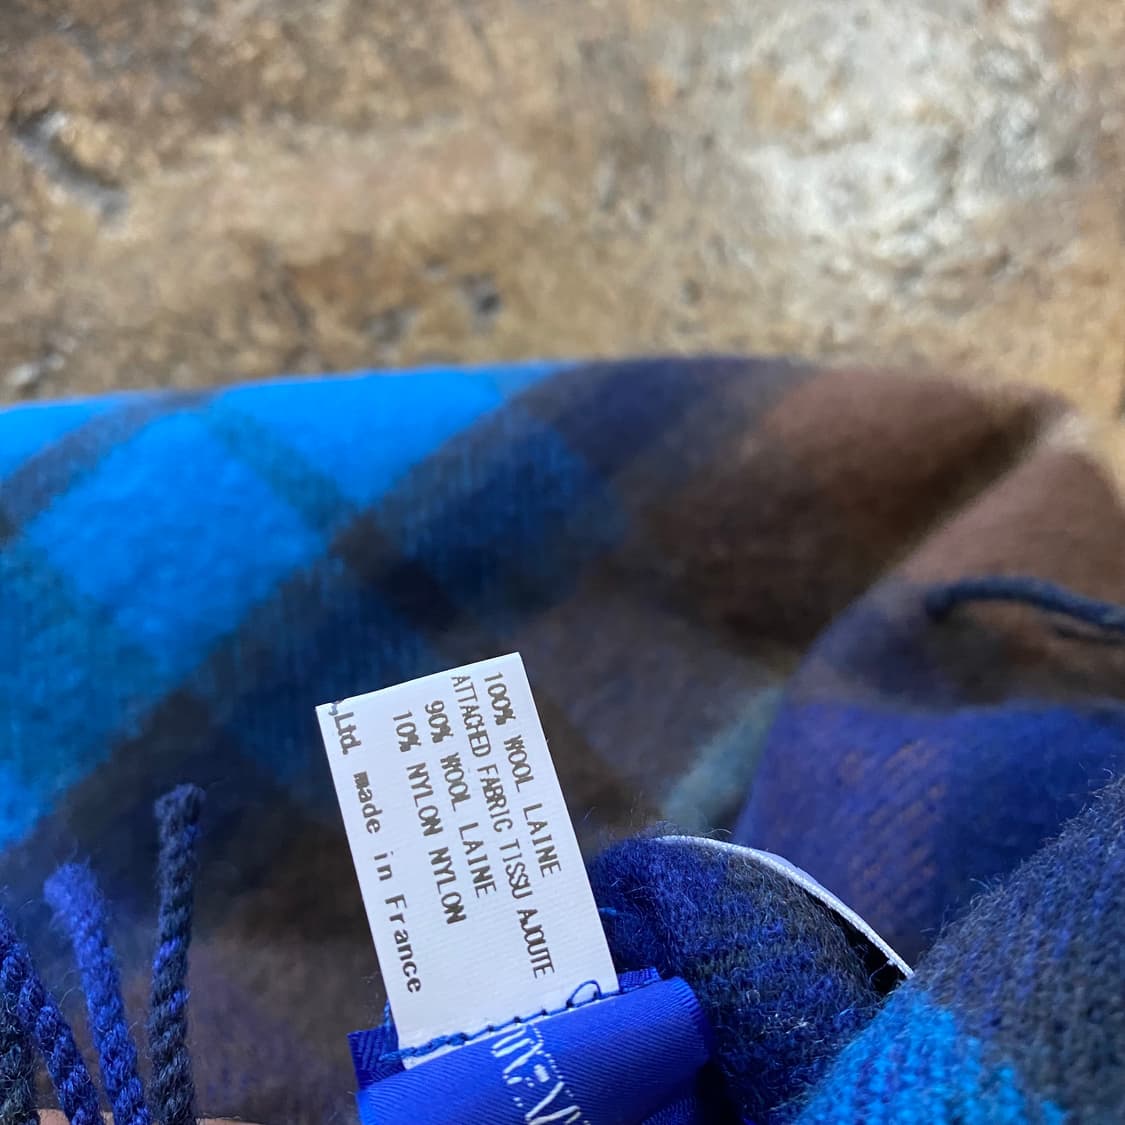 100% WOOL LAINE
ATTACHED FABRIC TISSU AJOUTE
90% WOOL LAINE
10% NYLON NYLON
Ltd. made in France